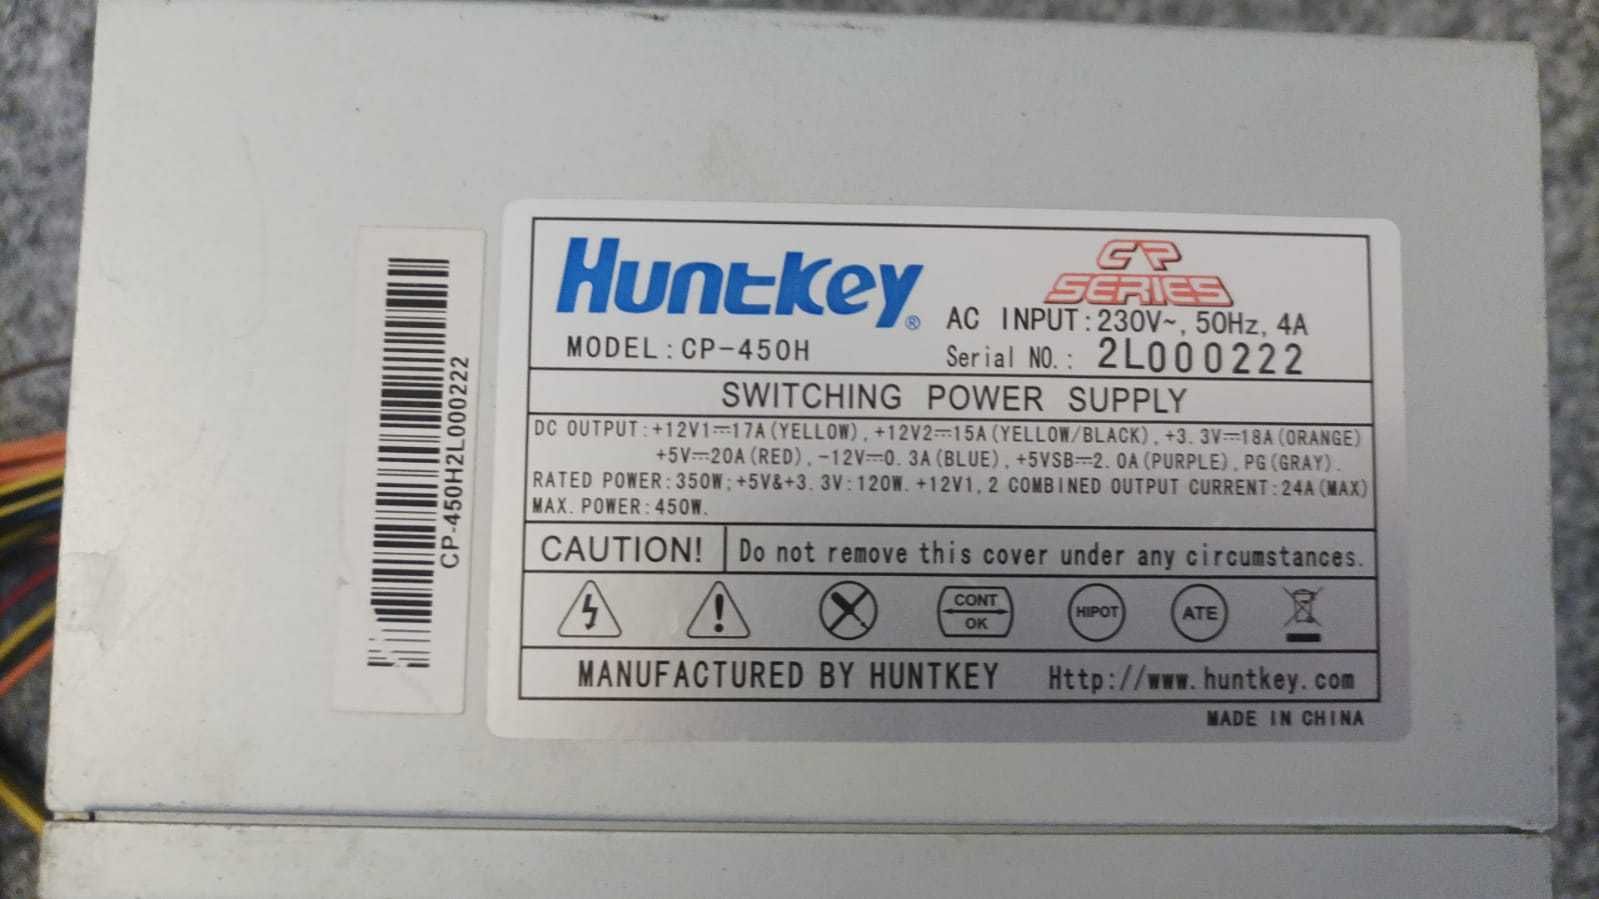 CP-450H2L000222
Huntkey®
CP
SERIES
AC INPUT:230V~, 50Hz, 4A
MODEL:CP-450H
Serial NO.: 2L000222
SWITCHING POWER SUPPLY
DC OUTPUT:+12V1⎓17A(YELLOW), +12V2⎓15A(YELLOW/BLACK), +3.3V⎓18A(ORANGE)
+5V⎓20A(RED), -12V⎓0.3A(BLUE), +5VSB⎓2.0A(PURPLE), PG(GRAY).
RATED POWER:350W;+5V&+3.3V:120W. +12V1,2 COMBINED OUTPUT CURRENT:24A(MAX)
MAX. POWER:450W.
CAUTION! Do not remove this cover under any circumstances.
CONT
OK
HIPOT
ATE
MANUFACTURED BY HUNTKEY Http://www.huntkey.com
MADE IN CHINA